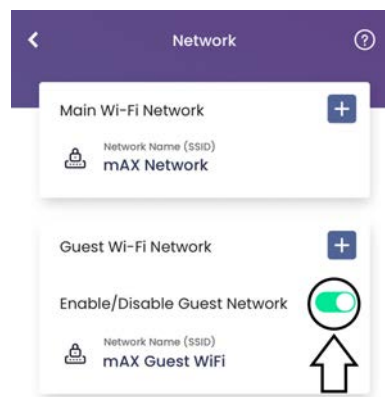 Network
Main Wi-Fi Network
Network Name (SSID)
mAX Network
Guest Wi-Fi Network
Enable/Disable Guest Network
Network Name (SSID)
mAX Guest WiFi